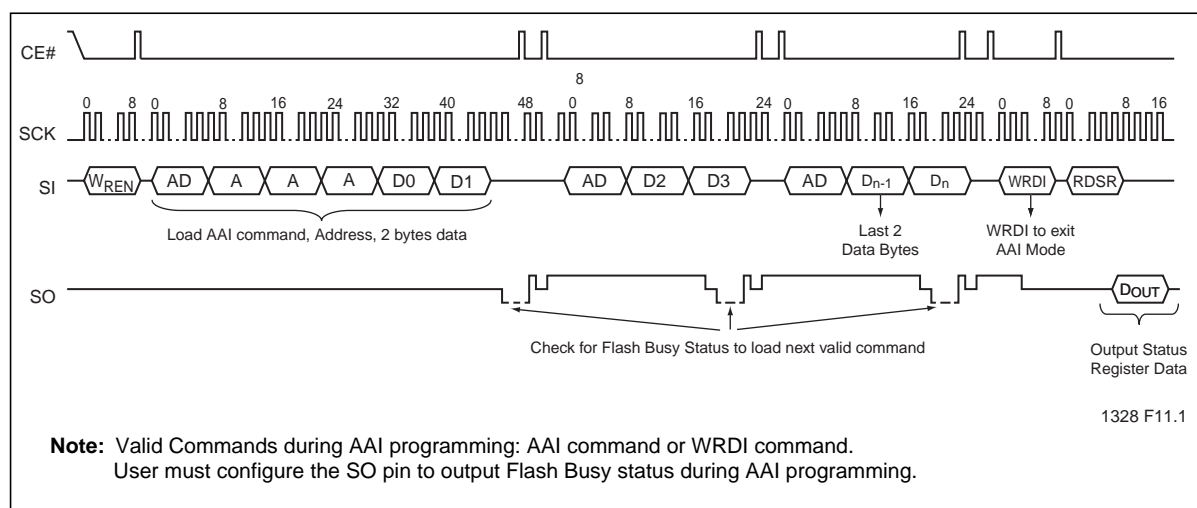 CE#
8
0 8 0 8 16 24 32 40 48 0 8 16 24 0 8 16 24 0 8 0 8 16
SCK
SI WREN AD A A A D0 D1 AD D2 D3 AD Dn-1 Dn WRDI RDSR
Load AAI command, Address, 2 bytes data
Last 2
Data Bytes
WRDI to exit
AAI Mode
SO DOUT
Check for Flash Busy Status to load next valid command
Output Status
Register Data
1328 F11.1
Note: Valid Commands during AAI programming: AAI command or WRDI command.
User must configure the SO pin to output Flash Busy status during AAI programming.